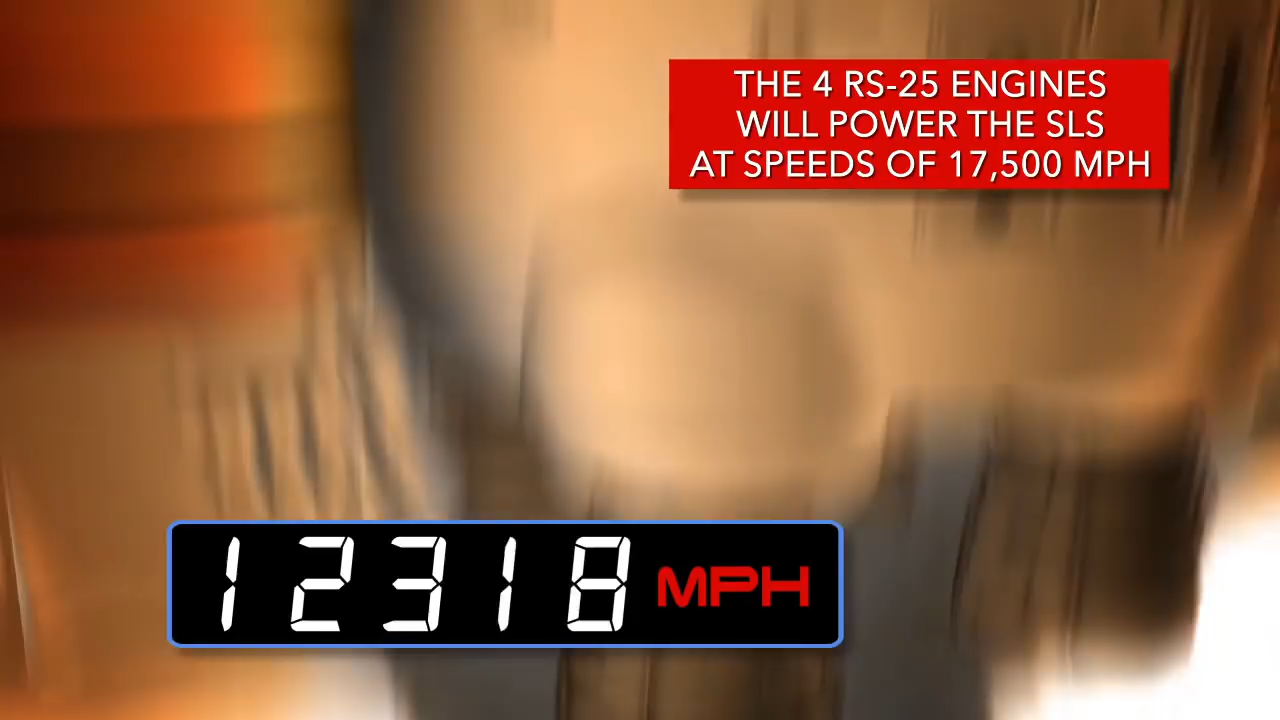 THE 4 RS-25 ENGINES
WILL POWER THE SLS
AT SPEEDS OF 17,500 MPH
12318 MPH